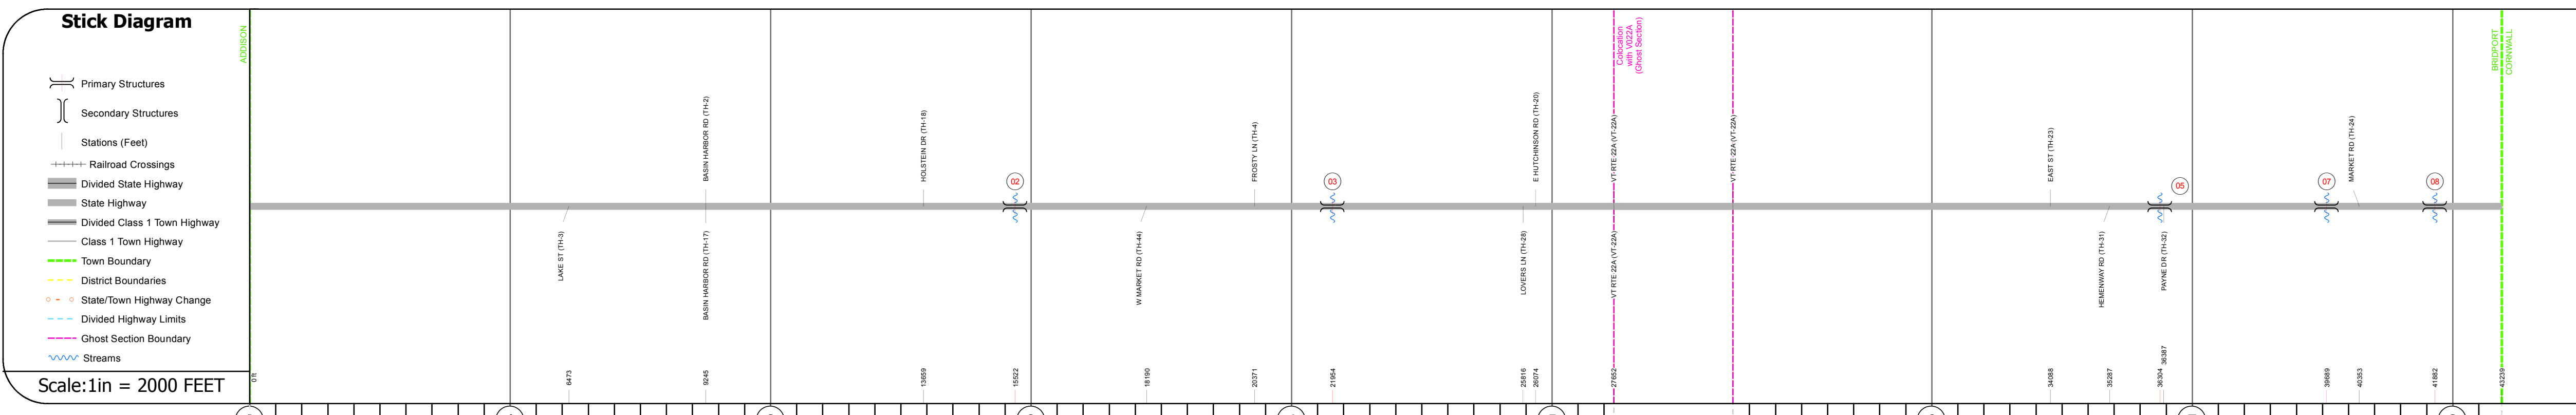 Stick Diagram
Primary Structures
Secondary Structures
Stations (Feet)
Railroad Crossings
Divided State Highway
State Highway
Divided Class 1 Town Highway
Class 1 Town Highway
Town Boundary
District Boundaries
State/Town Highway Change
Divided Highway Limits
Ghost Section Boundary
Streams
Scale:1in = 2000 FEET
ADDISON
LAKE ST (TH-3)
BASIN HARBOR RD (TH-2)
BASIN HARBOR RD (TH-17)
HOLSTEIN DR (TH-18)
02
W MARKET RD (TH-44)
FROSTY LN (TH-4)
03
LOVERS LN (TH-28)
E HUTCHINSON RD (TH-20)
Colocation
with V022A
(Ghost Section)
VT RTE 22A (VT-22A)
VT RTE 22A (VT-22A)
VT RTE 22A (VT-22A)
EAST ST (TH-23)
HEMENWAY RD (TH-31)
05
PAYNE DR (TH-32)
07
MARKET RD (TH-24)
08
BRIDPORT
CORNWALL
0 ft
6473
9245
13659
15522
18190
20371
21954
25816
26074
27652
34088
35287
36304
36387
39689
40353
41882
43239